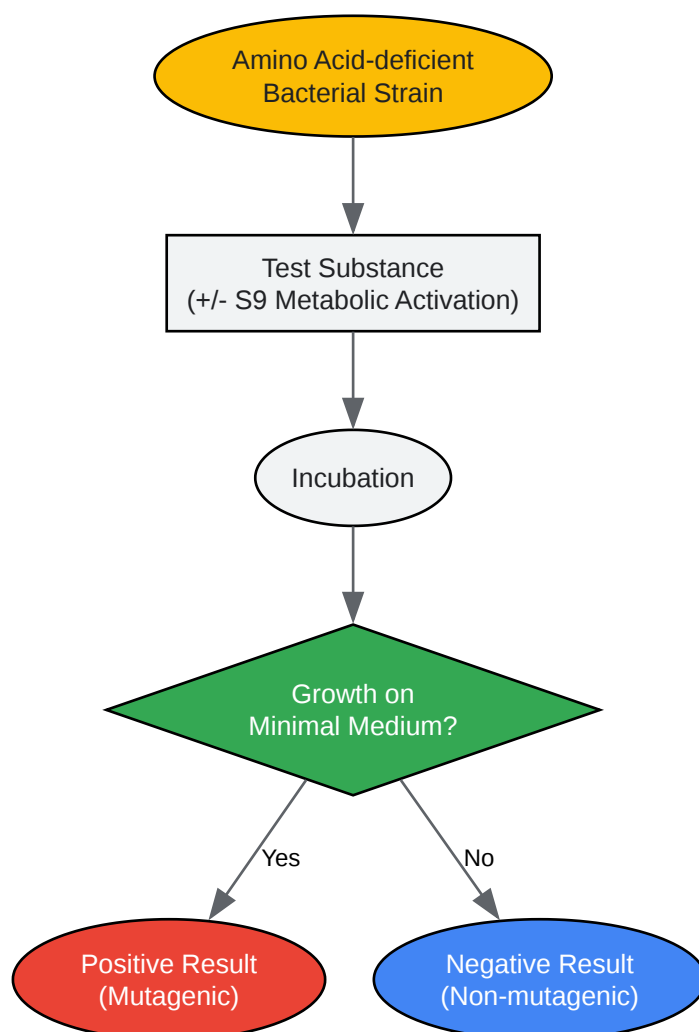 Amino Acid-deficient
Bacterial Strain
Test Substance
(+/- S9 Metabolic Activation)
Incubation
Growth on
Minimal Medium?
Yes
No
Positive Result
(Mutagenic)
Negative Result
(Non-mutagenic)